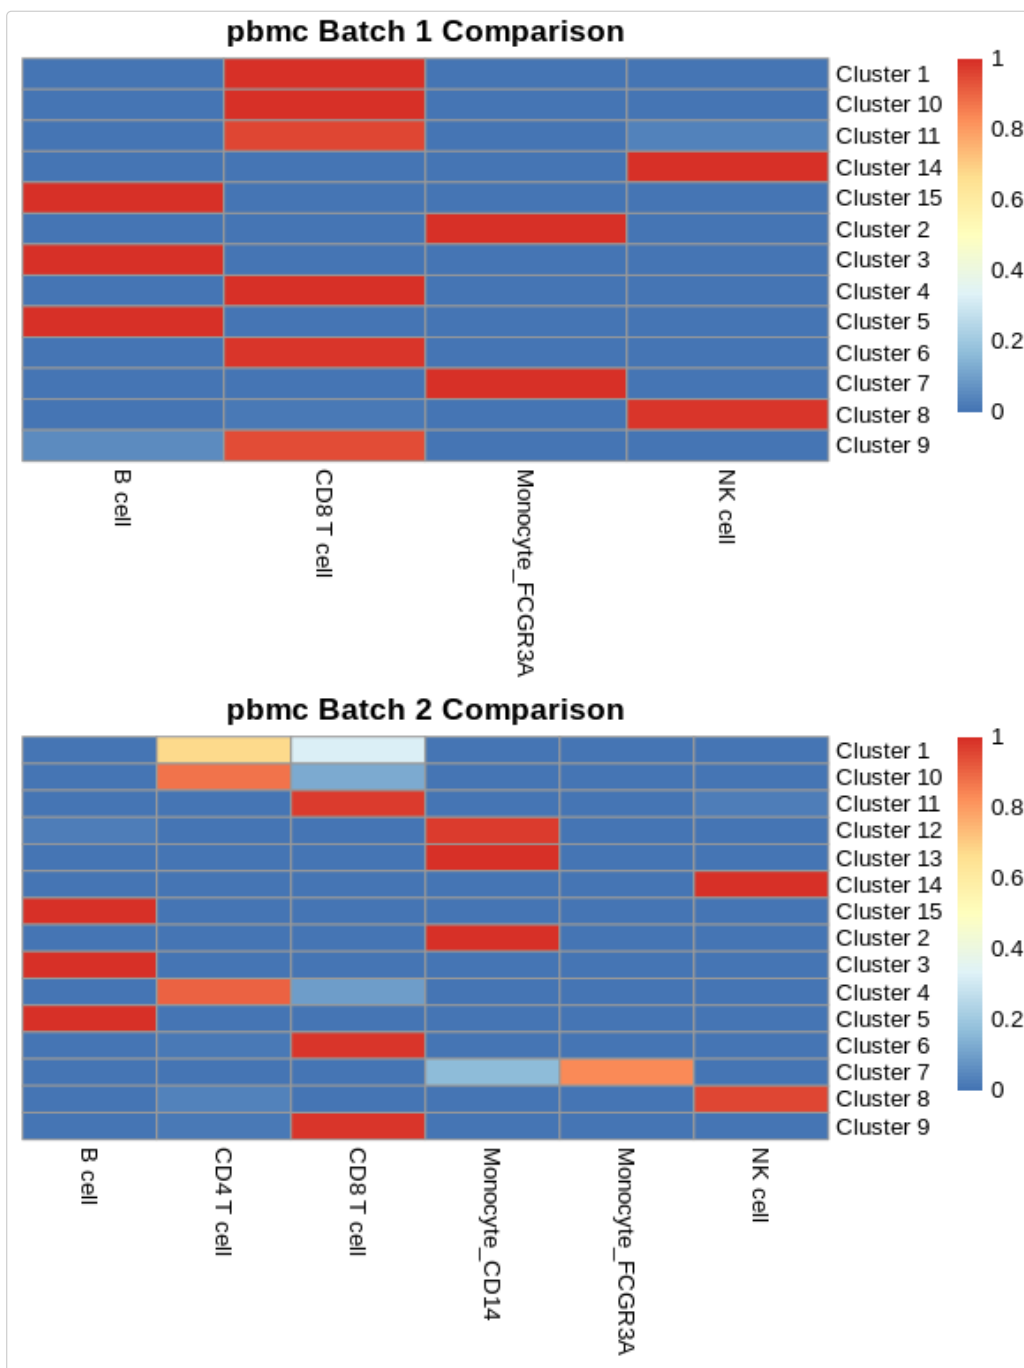 pbmc Batch 1 Comparison
Cluster 1
Cluster 10
Cluster 11
Cluster 14
Cluster 15
Cluster 2
Cluster 3
Cluster 4
Cluster 5
Cluster 6
Cluster 7
Cluster 8
Cluster 9
1
0.8
0.6
0.4
0.2
0
B cell
CD8 T cell
Monocyte_FCGR3A
NK cell
pbmc Batch 2 Comparison
Cluster 1
Cluster 10
Cluster 11
Cluster 12
Cluster 13
Cluster 14
Cluster 15
Cluster 2
Cluster 3
Cluster 4
Cluster 5
Cluster 6
Cluster 7
Cluster 8
Cluster 9
1
0.8
0.6
0.4
0.2
0
B cell
CD4 T cell
CD8 T cell
Monocyte_CD14
Monocyte_FCGR3A
NK cell